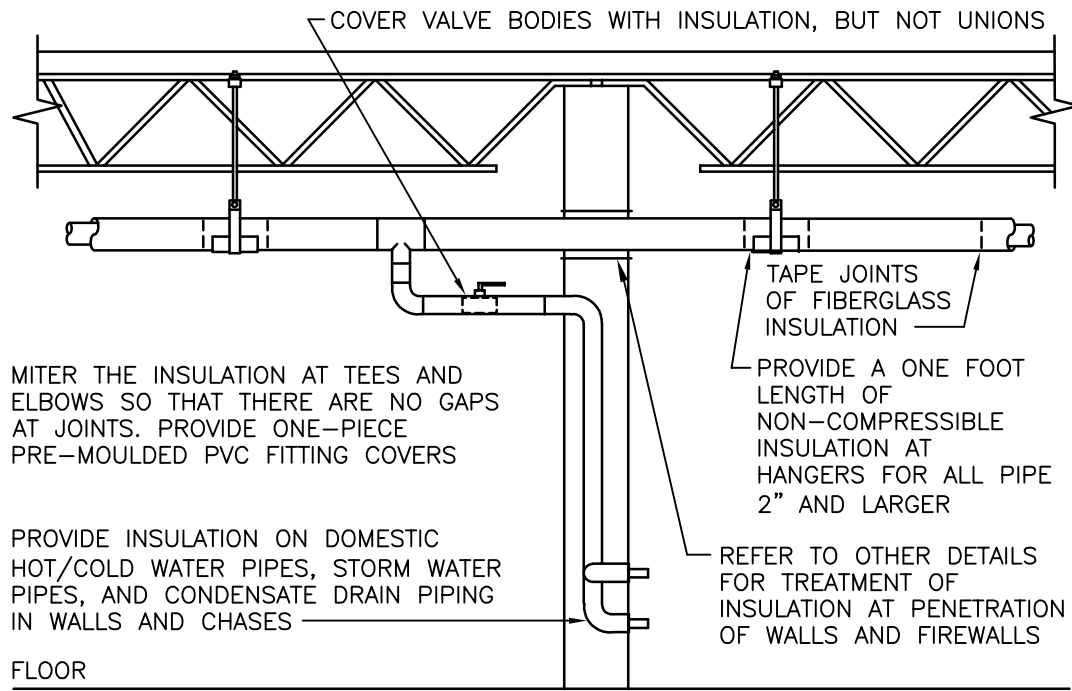 COVER VALVE BODIES WITH INSULATION, BUT NOT UNIONS
TAPE JOINTS
OF FIBERGLASS
INSULATION
MITER THE INSULATION AT TEES AND
ELBOWS SO THAT THERE ARE NO GAPS
AT JOINTS. PROVIDE ONE-PIECE
PRE-MOULDED PVC FITTING COVERS
PROVIDE A ONE FOOT
LENGTH OF
NON-COMPRESSIBLE
INSULATION AT
HANGERS FOR ALL PIPE
2" AND LARGER
PROVIDE INSULATION ON DOMESTIC
HOT/COLD WATER PIPES, STORM WATER
PIPES, AND CONDENSATE DRAIN PIPING
IN WALLS AND CHASES
REFER TO OTHER DETAILS
FOR TREATMENT OF
INSULATION AT PENETRATION
OF WALLS AND FIREWALLS
FLOOR